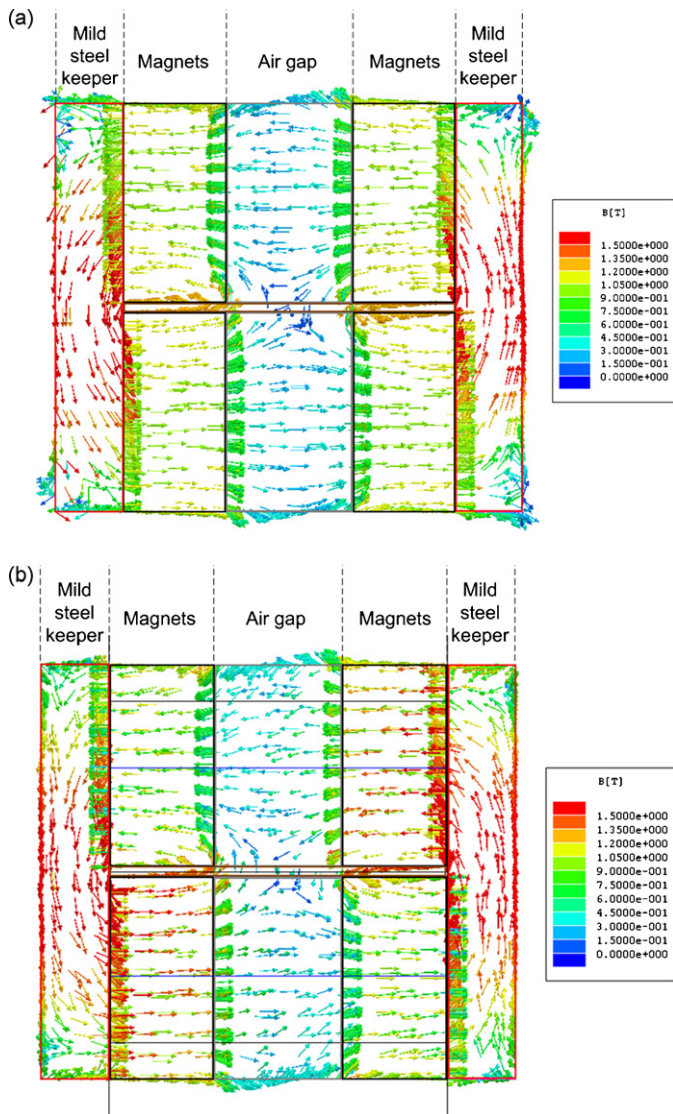 (a)
Mild steel keeper
Magnets
Air gap
Magnets
Mild steel keeper
B[T]
1.5000e+000
1.3500e+000
1.2000e+000
1.0500e+000
9.0000e-001
7.5000e-001
6.0000e-001
4.5000e-001
3.0000e-001
1.5000e-001
0.0000e+000
(b)
Mild steel keeper
Magnets
Air gap
Magnets
Mild steel keeper
B[T]
1.5000e+000
1.3500e+000
1.2000e+000
1.0500e+000
9.0000e-001
7.5000e-001
6.0000e-001
4.5000e-001
3.0000e-001
1.5000e-001
0.0000e+000